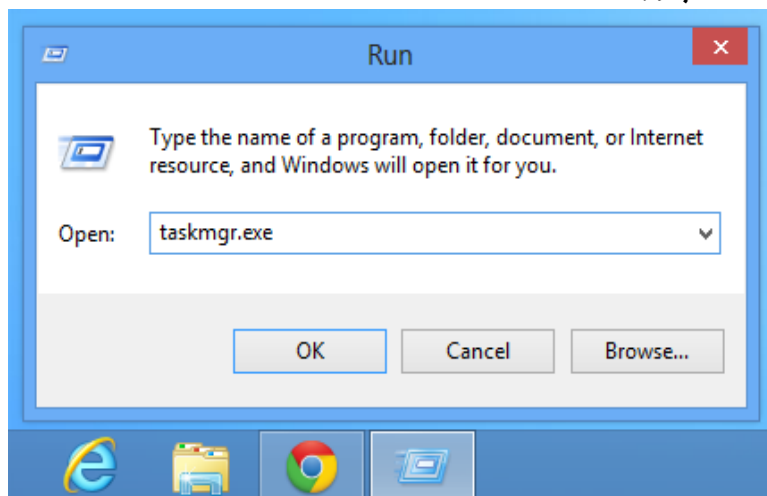 Run
Type the name of a program, folder, document, or Internet
resource, and Windows will open it for you.
Open: taskmgr.exe
OK Cancel Browse...